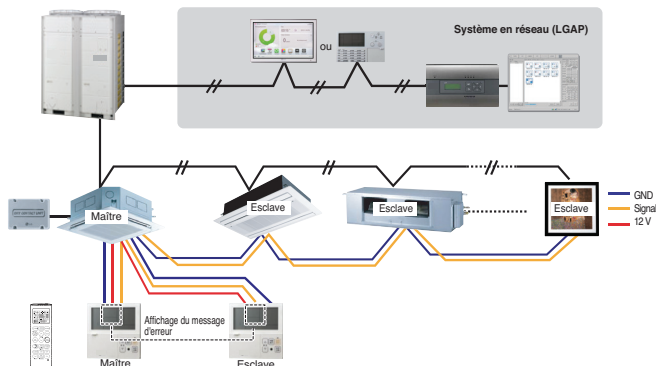 Système en réseau (LGAP)
ou
Maître
Esclave
Esclave
Esclave
GND
Signal
12 V
Affichage du message
d'erreur
Maître
Esclave